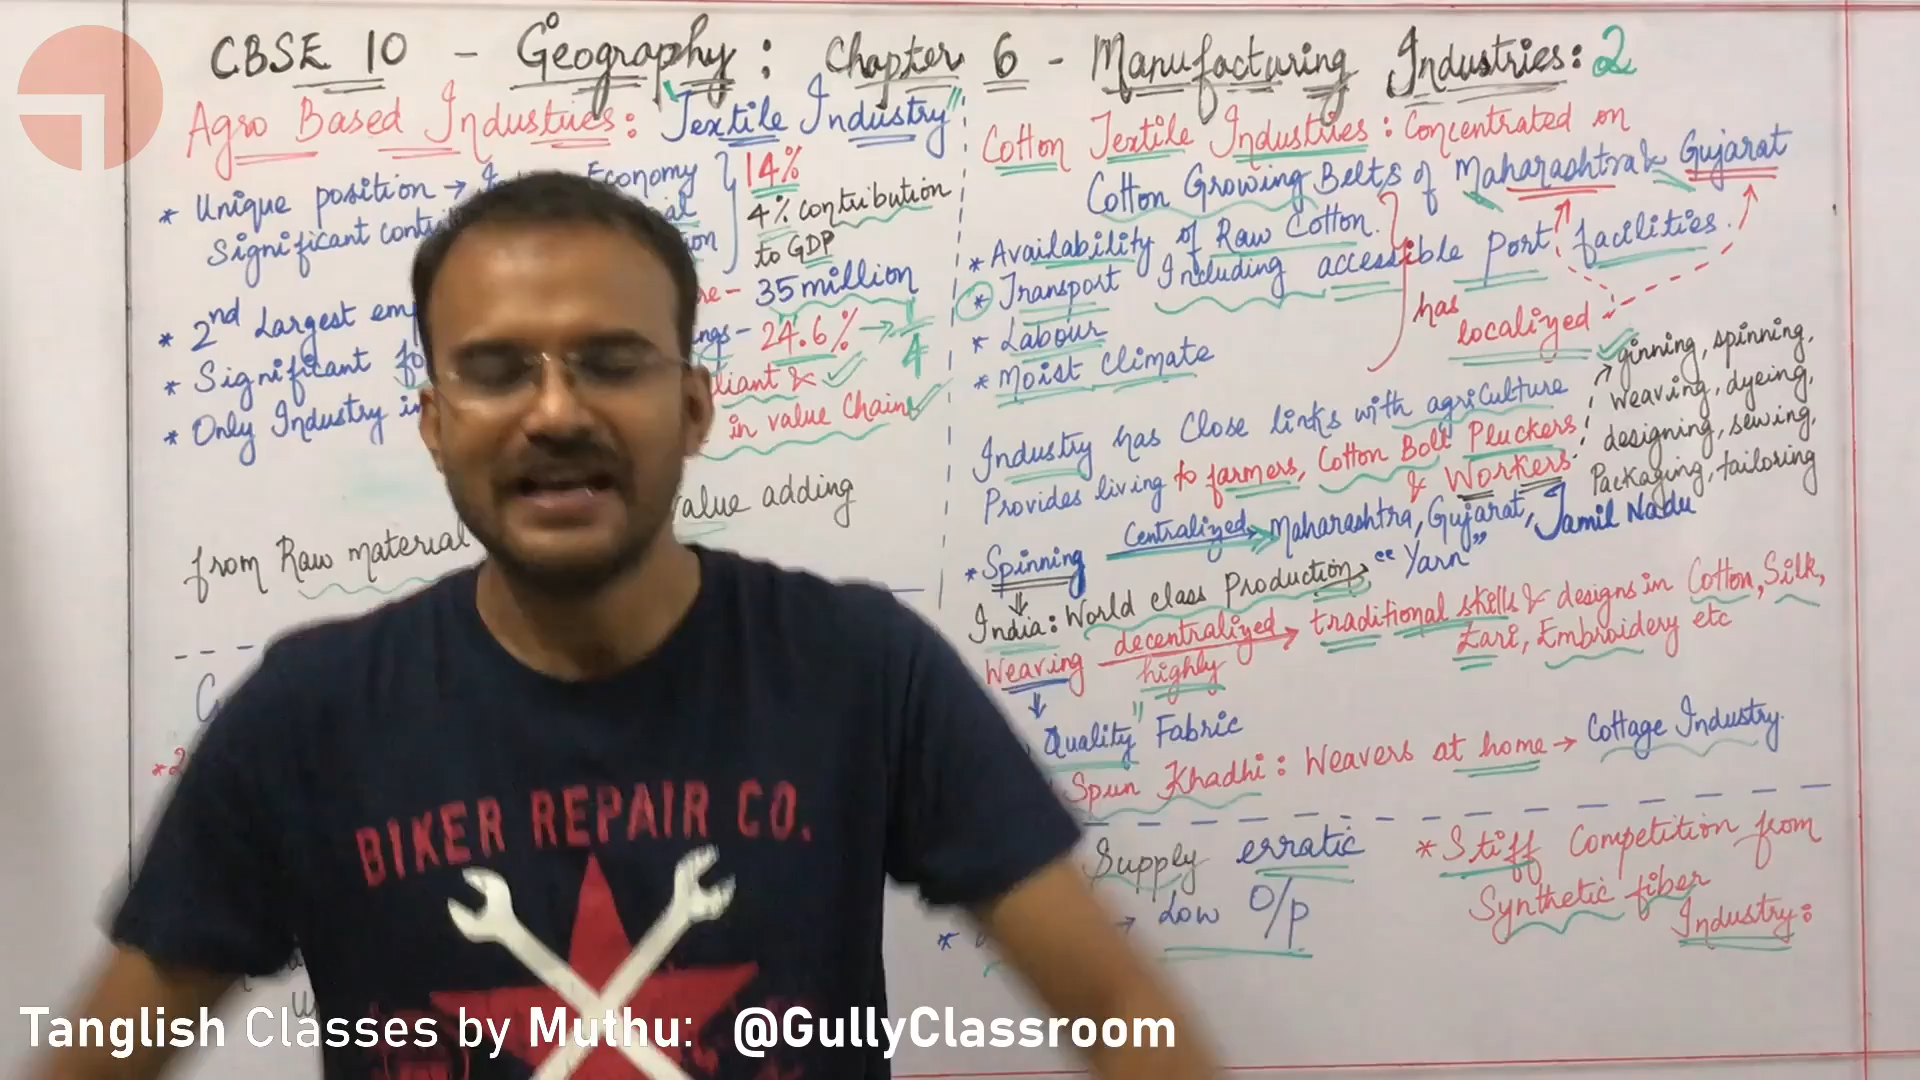 CBSE 10 - Geography: Chapter 6 - Manufacturing Industries: 2
Agro Based Industries: Textile Industry
* Unique position → Economy
Significant
14%
4% contribution
to GDP
* 2nd Largest
35 million
* Significant
24.6% → 1/4
* Only Industry
in value Chain
from Raw material
value adding
Cotton Textile Industries: Concentrated on
Cotton Growing Belts of Maharashtra & Gujarat
* Availability of Raw Cotton.
* Transport Including accessible port facilities.
* Labour
* Moist Climate
has
localized
Industry has Close links with agriculture
Provides living to farmers, Cotton Boll Pluckers
& Workers.
ginning, spinning,
weaving, dyeing,
designing, sewing,
Packaging, tailoring
* Spinning Centralized → Maharashtra, Gujarat, Tamil Nadu
India: World class Production → "Yarn"
Weaving decentralized → traditional skills & designs in Cotton, Silk,
highly
Zari, Embroidery etc
Quality Fabric
Spun Khadhi: Weavers at home → Cottage Industry.
Supply erratic
→ Low O/p
* Stiff Competition from
Synthetic fiber
Industry:
BIKER REPAIR CO.
Tanglish Classes by Muthu: @GullyClassroom